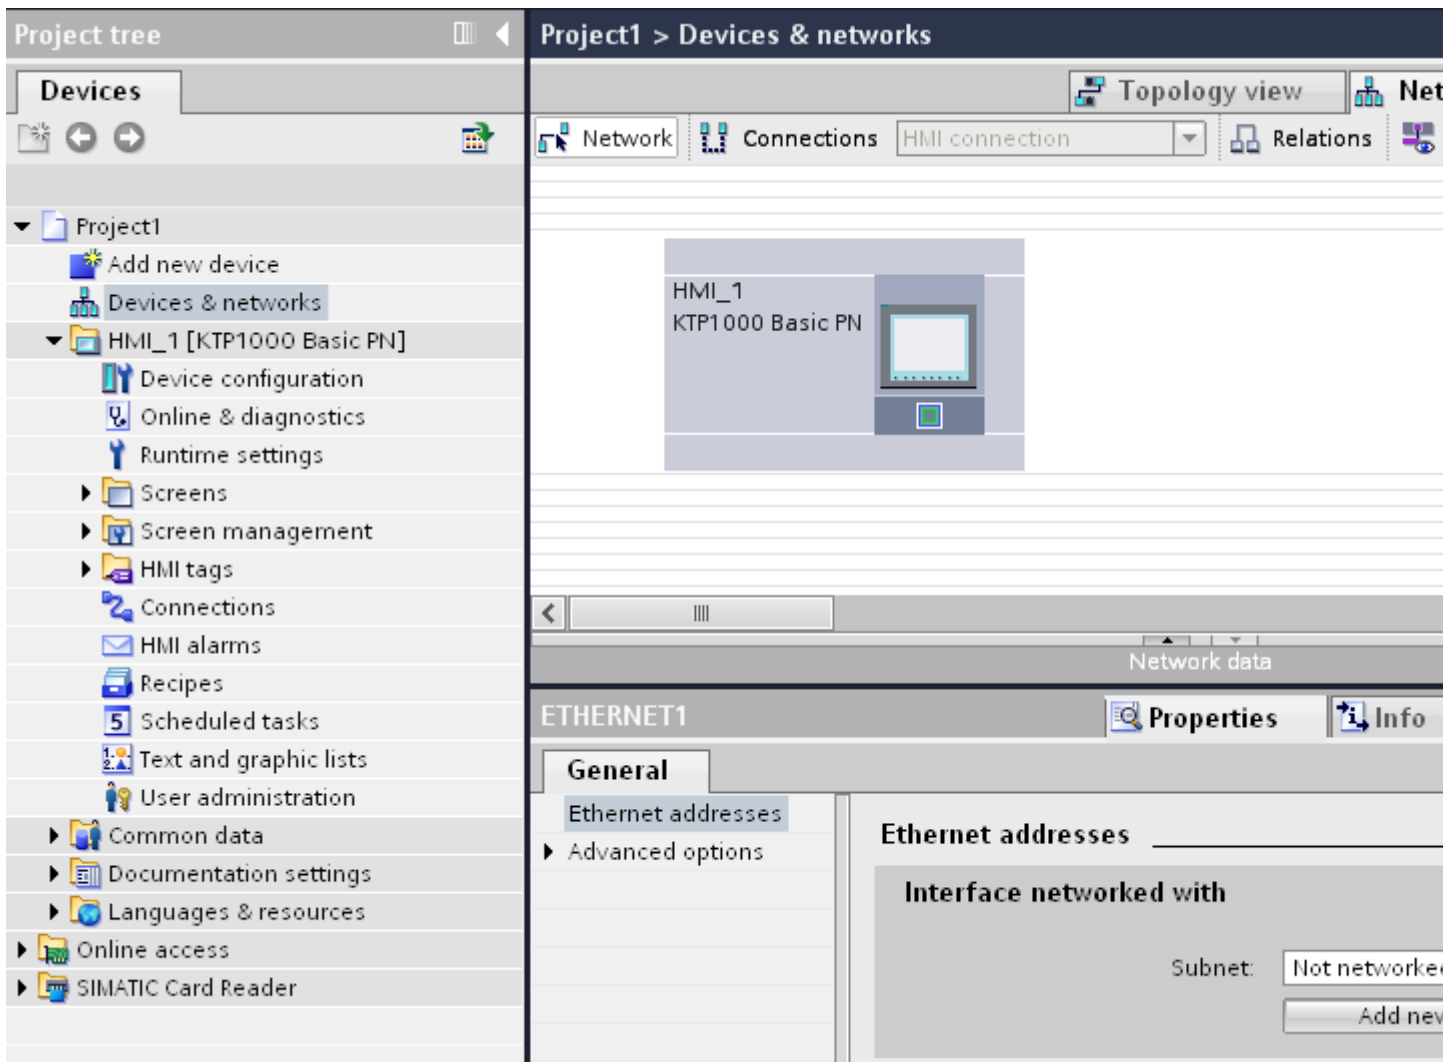 Project tree
Devices
Project1
Add new device
Devices & networks
HMI_1 [KTP1000 Basic PN]
Device configuration
Online & diagnostics
Runtime settings
Screens
Screen management
HMI tags
Connections
HMI alarms
Recipes
5 Scheduled tasks
Text and graphic lists
User administration
Common data
Documentation settings
Languages & resources
Online access
SIMATIC Card Reader
Project1 > Devices & networks
Topology view
Net
Network
Connections
HMI connection
Relations
HMI_1
KTP1000 Basic PN
Network data
ETHERNET1
Properties
Info
General
Ethernet addresses
Advanced options
Ethernet addresses
Interface networked with
Subnet: Not networked
Add new